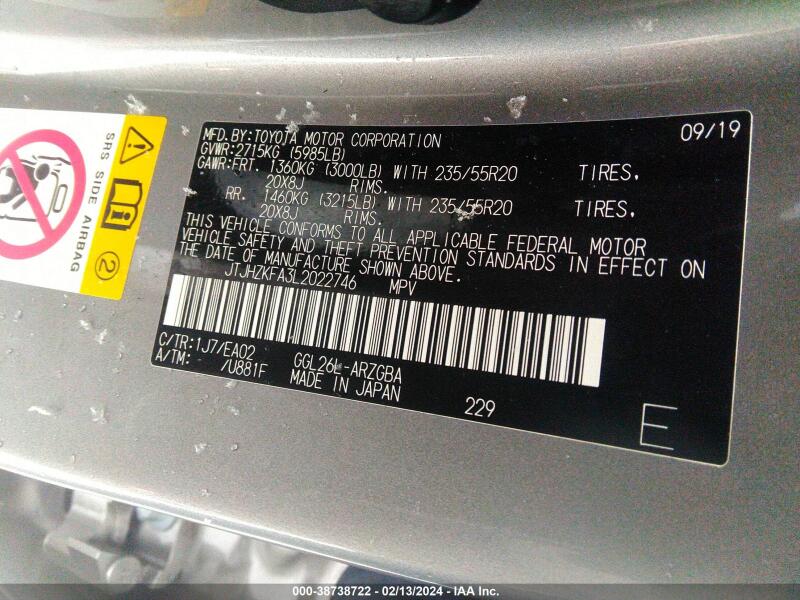 SRS SIDE AIRBAG
2
MFD.BY:TOYOTA MOTOR CORPORATION 09/19
GVWR:2715KG (5985LB)
GAWR:FRT. 1360KG (3000LB) WITH 235/55R20 TIRES,
20X8J RIMS.
RR. 1460KG (3215LB) WITH 235/55R20 TIRES,
20X8J RIMS.
THIS VEHICLE CONFORMS TO ALL APPLICABLE FEDERAL MOTOR
VEHICLE SAFETY AND THEFT PREVENTION STANDARDS IN EFFECT ON
THE DATE OF MANUFACTURE SHOWN ABOVE.
JTJHZKFA3L2022746 MPV
C/TR:1J7/EA02 GGL26L-ARZGBA
A/TM: /U881F MADE IN JAPAN
229
E
000-38738722 - 02/13/2024 - IAA Inc.